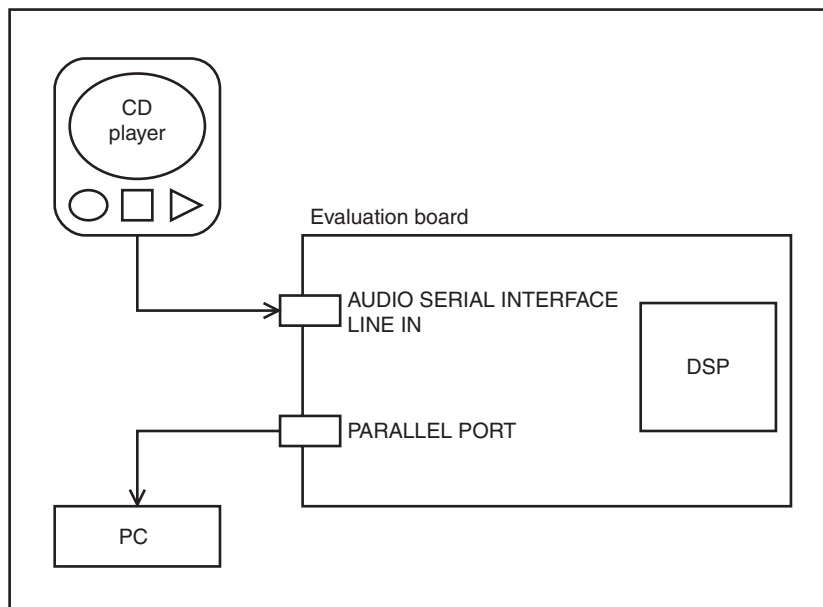 CD
player
Evaluation board
AUDIO SERIAL INTERFACE
LINE IN
DSP
PARALLEL PORT
PC